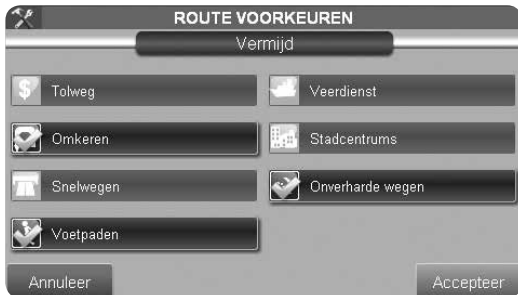 ROUTE VOORKEUREN
Vermijd
$ Tolweg
Veerdienst
Omkeren
Stadcentrums
Snelwegen
Onverharde wegen
Voetpaden
Annuleer
Accepteer